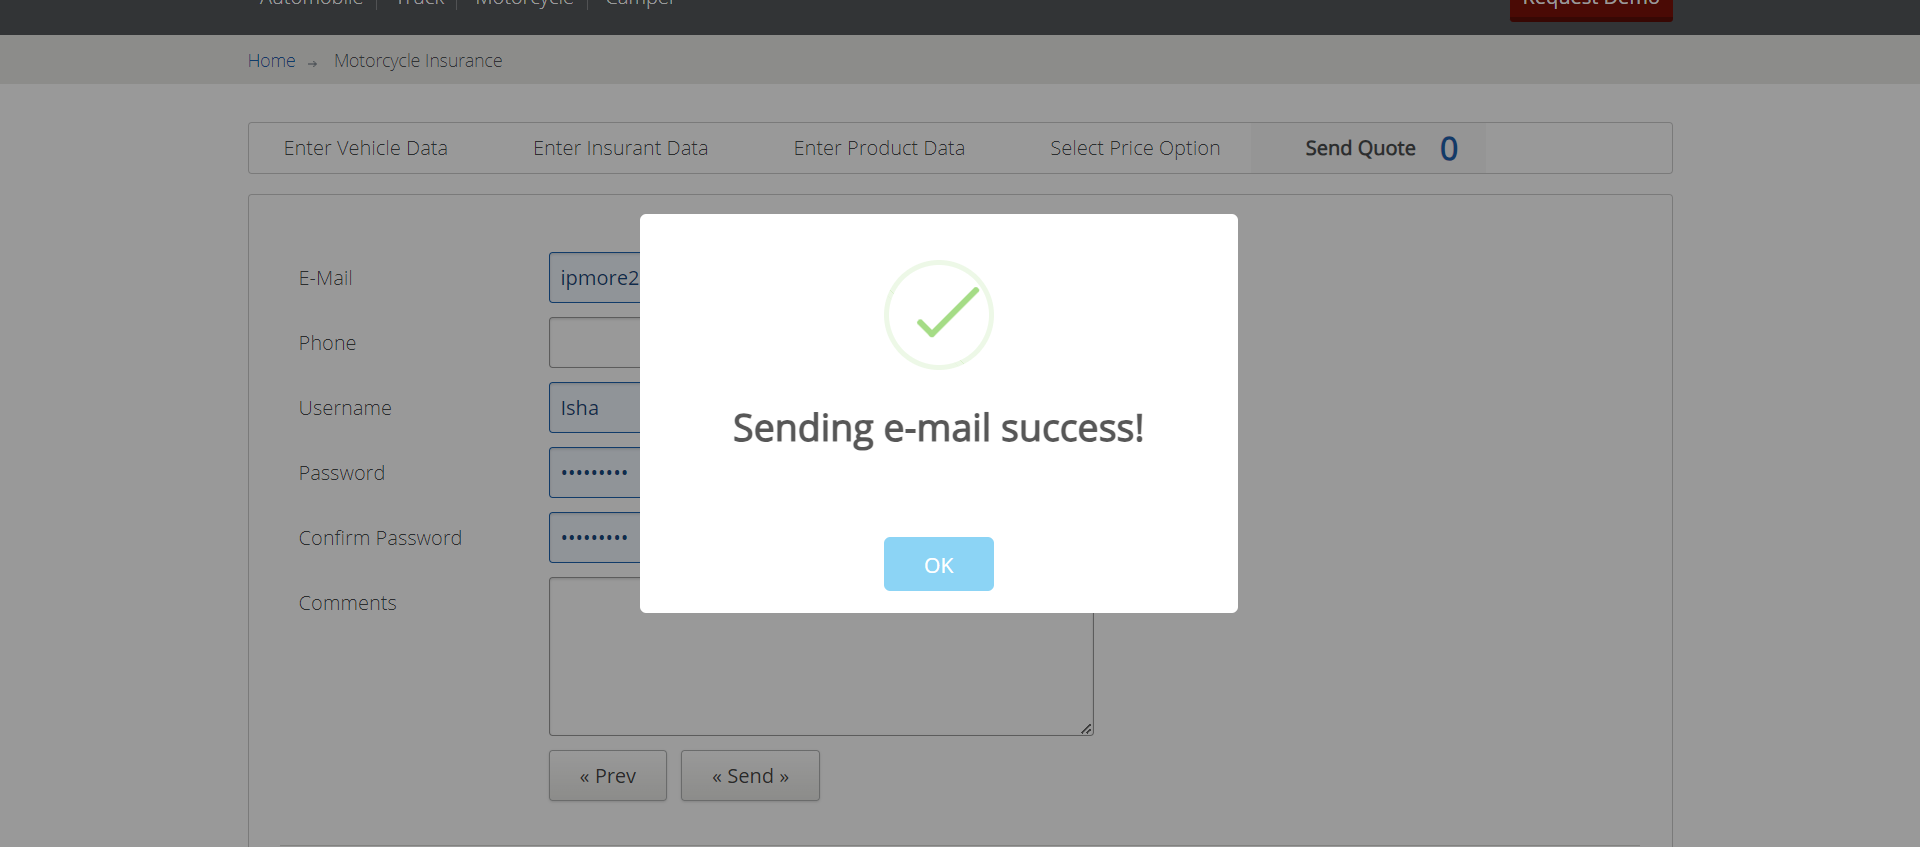 Automobile Truck Motorcycle Camper Request Demo
Home → Motorcycle Insurance
Enter Vehicle Data Enter Insurant Data Enter Product Data Select Price Option Send Quote 0
E-Mail ipmore2
Phone
Username Isha
Password •••••••••
Confirm Password •••••••••
Comments
Sending e-mail success!
OK
« Prev « Send »